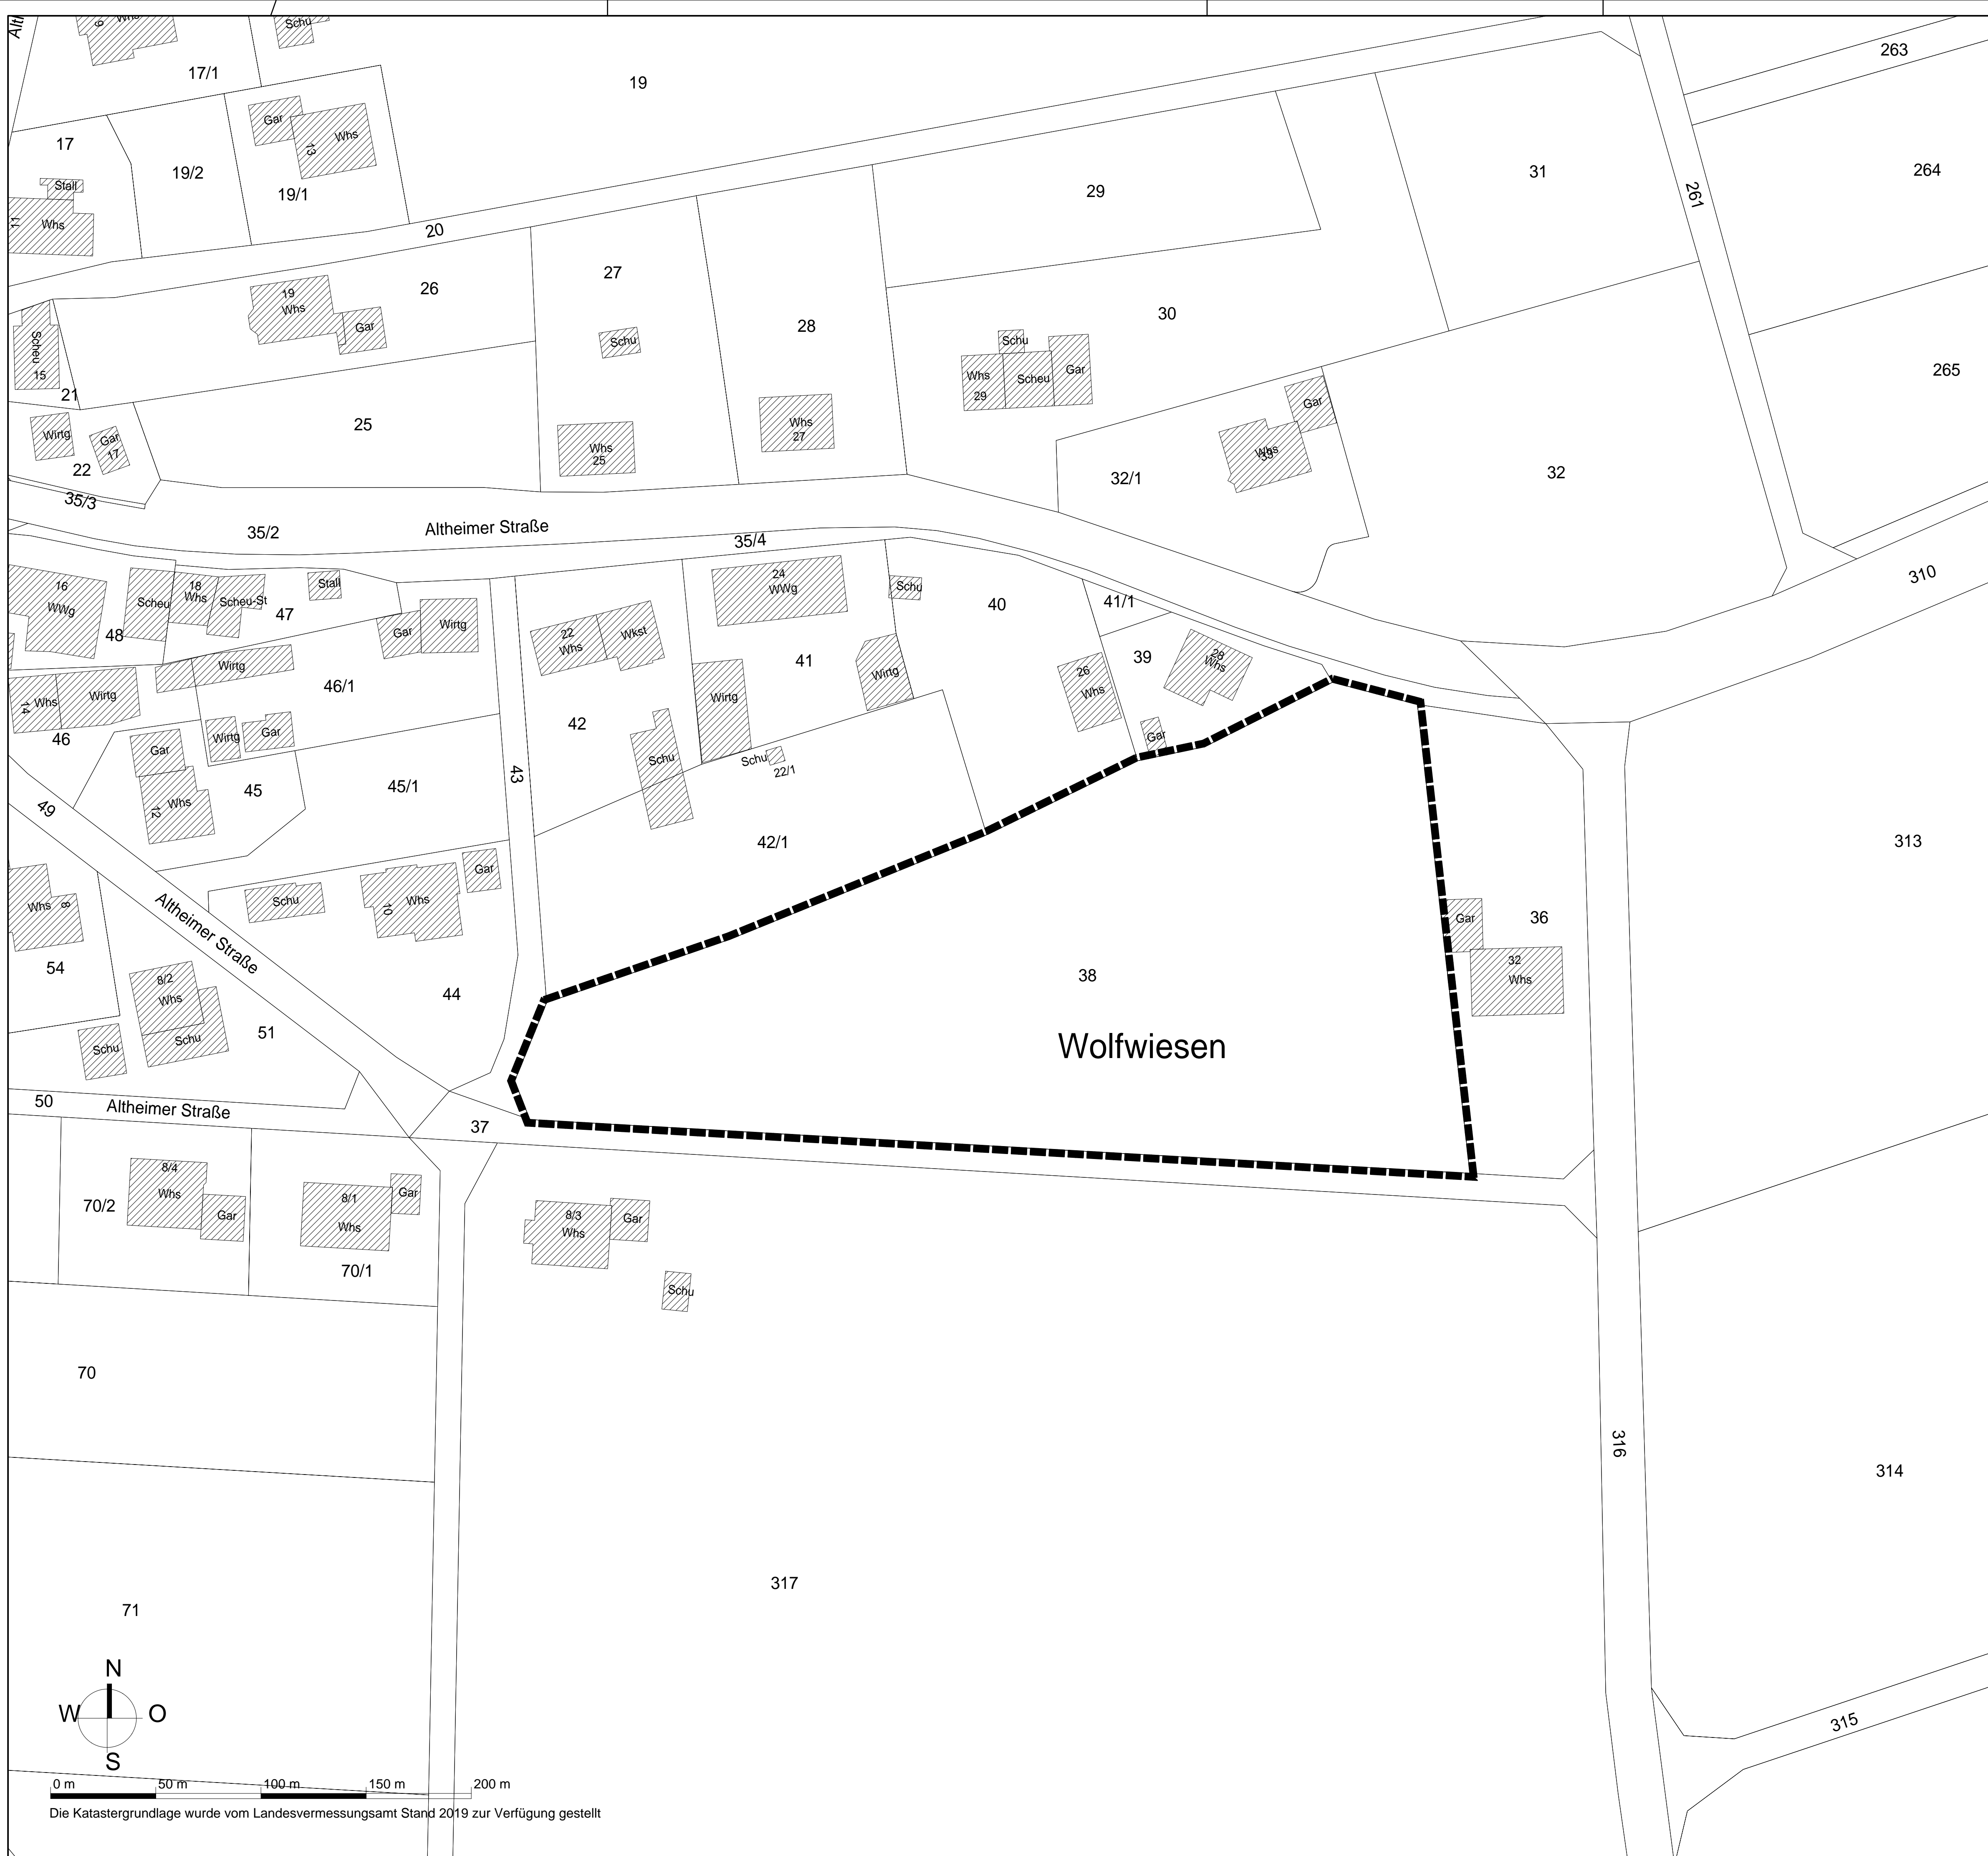 Altl
9
Whs
Schu
17/1
19
263
17
Gar
Whs
13
19/2
19/1
Stall
11
Whs
29
31
261
264
20
27
28
30
26
19
Whs
Gar
Schu
Schu
Whs
29
Scheu
Gar
265
Scheu
15
21
Wirtg
Gar
17
22
25
Whs
25
Whs
27
Gar
Whs
33
32/1
32
35/3
35/2
Altheimer Straße
35/4
310
16
WWg
Scheu
18
Whs
Scheu-St
Stall
47
48
24
WWg
Schu
40
41/1
Gar
Wirtg
22
Whs
Wkst
41
Wirtg
Wirtg
26
Whs
39
28
Whs
Gar
Wirtg
46/1
14
Whs
Wirtg
46
42
Wirtg
Gar
Gar
Schu
Schu
22/1
43
45
45/1
12
Whs
49
42/1
313
Whs
8
Schu
10
Whs
Gar
Gar
36
Altheimer Straße
54
8/2
Whs
Schu
44
38
32
Whs
51
Schu
Wolfwiesen
50
Altheimer Straße
37
8/4
Whs
Gar
70/2
8/1
Whs
Gar
70/1
8/3
Whs
Gar
Schu
70
316
314
317
71
N
W
O
S
315
0 m
50 m
100 m
150 m
200 m
Die Katastergrundlage wurde vom Landesvermessungsamt Stand 2019 zur Verfügung gestellt